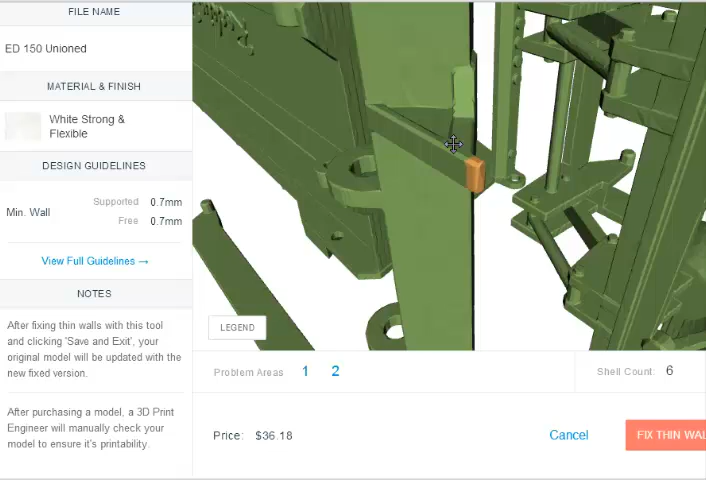 FILE NAME
ED 150 Unioned
MATERIAL & FINISH
White Strong &
Flexible
DESIGN GUIDELINES
Min. Wall
Supported 0.7mm
Free 0.7mm
View Full Guidelines →
NOTES
After fixing thin walls with this tool
and clicking 'Save and Exit', your
original model will be updated with the
new fixed version.
After purchasing a model, a 3D Print
Engineer will manually check your
model to ensure it's printability.
LEGEND
Problem Areas 1 2
Shell Count: 6
Price: $36.18
Cancel
FIX THIN WAL